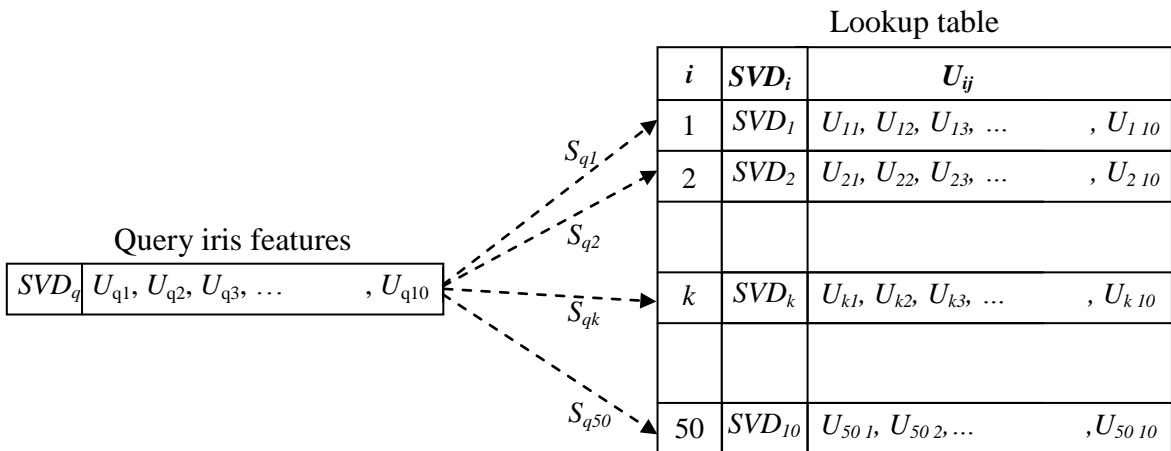 Lookup table
i SVDi Uij
1 SVD1 U11, U12, U13, ... , U1 10
Sq1
2 SVD2 U21, U22, U23, ... , U2 10
Sq2
Query iris features
SVDq Uq1, Uq2, Uq3, ... , Uq10
k SVDk Uk1, Uk2, Uk3, ... , Uk 10
Sqk
Sq50
50 SVD10 U50 1, U50 2,... ,U50 10